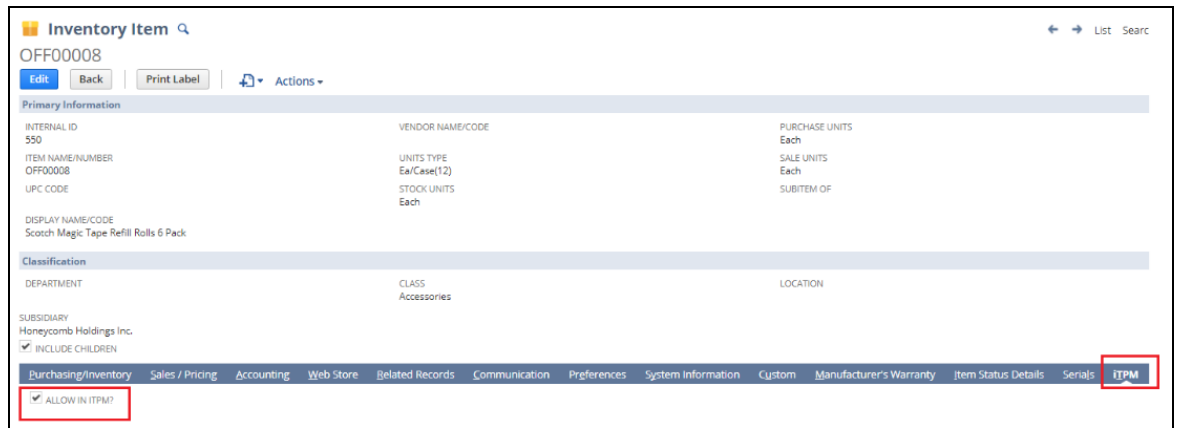 Inventory Item
← → List Searc
OFF00008
Edit Back Print Label Actions
Primary Information
INTERNAL ID VENDOR NAME/CODE PURCHASE UNITS
550 Each
ITEM NAME/NUMBER UNITS TYPE SALE UNITS
OFF00008 Ea/Case(12) Each
UPC CODE STOCK UNITS SUBITEM OF
Each
DISPLAY NAME/CODE
Scotch Magic Tape Refill Rolls 6 Pack
Classification
DEPARTMENT CLASS LOCATION
Accessories
SUBSIDIARY
Honeycomb Holdings Inc.
INCLUDE CHILDREN
Purchasing/Inventory Sales / Pricing Accounting Web Store Related Records Communication Preferences System Information Custom Manufacturer's Warranty Item Status Details Serials iTPM
ALLOW IN ITPM?